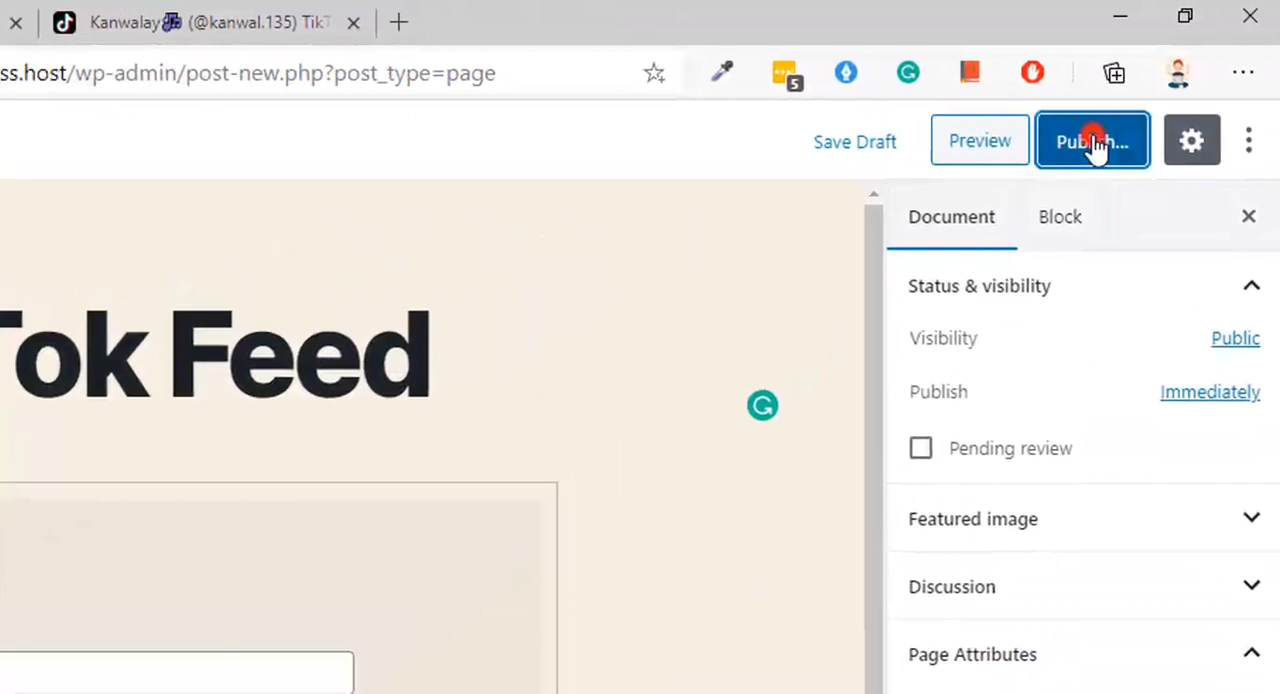 Kanwalay (@kanwal.135) TikT
ss.host/wp-admin/post-new.php?post_type=page
5
Save Draft
Preview
Publish...
Document
Block
Status & visibility
Visibility
Public
Publish
Immediately
Pending review
Featured image
Discussion
Page Attributes
Tok Feed